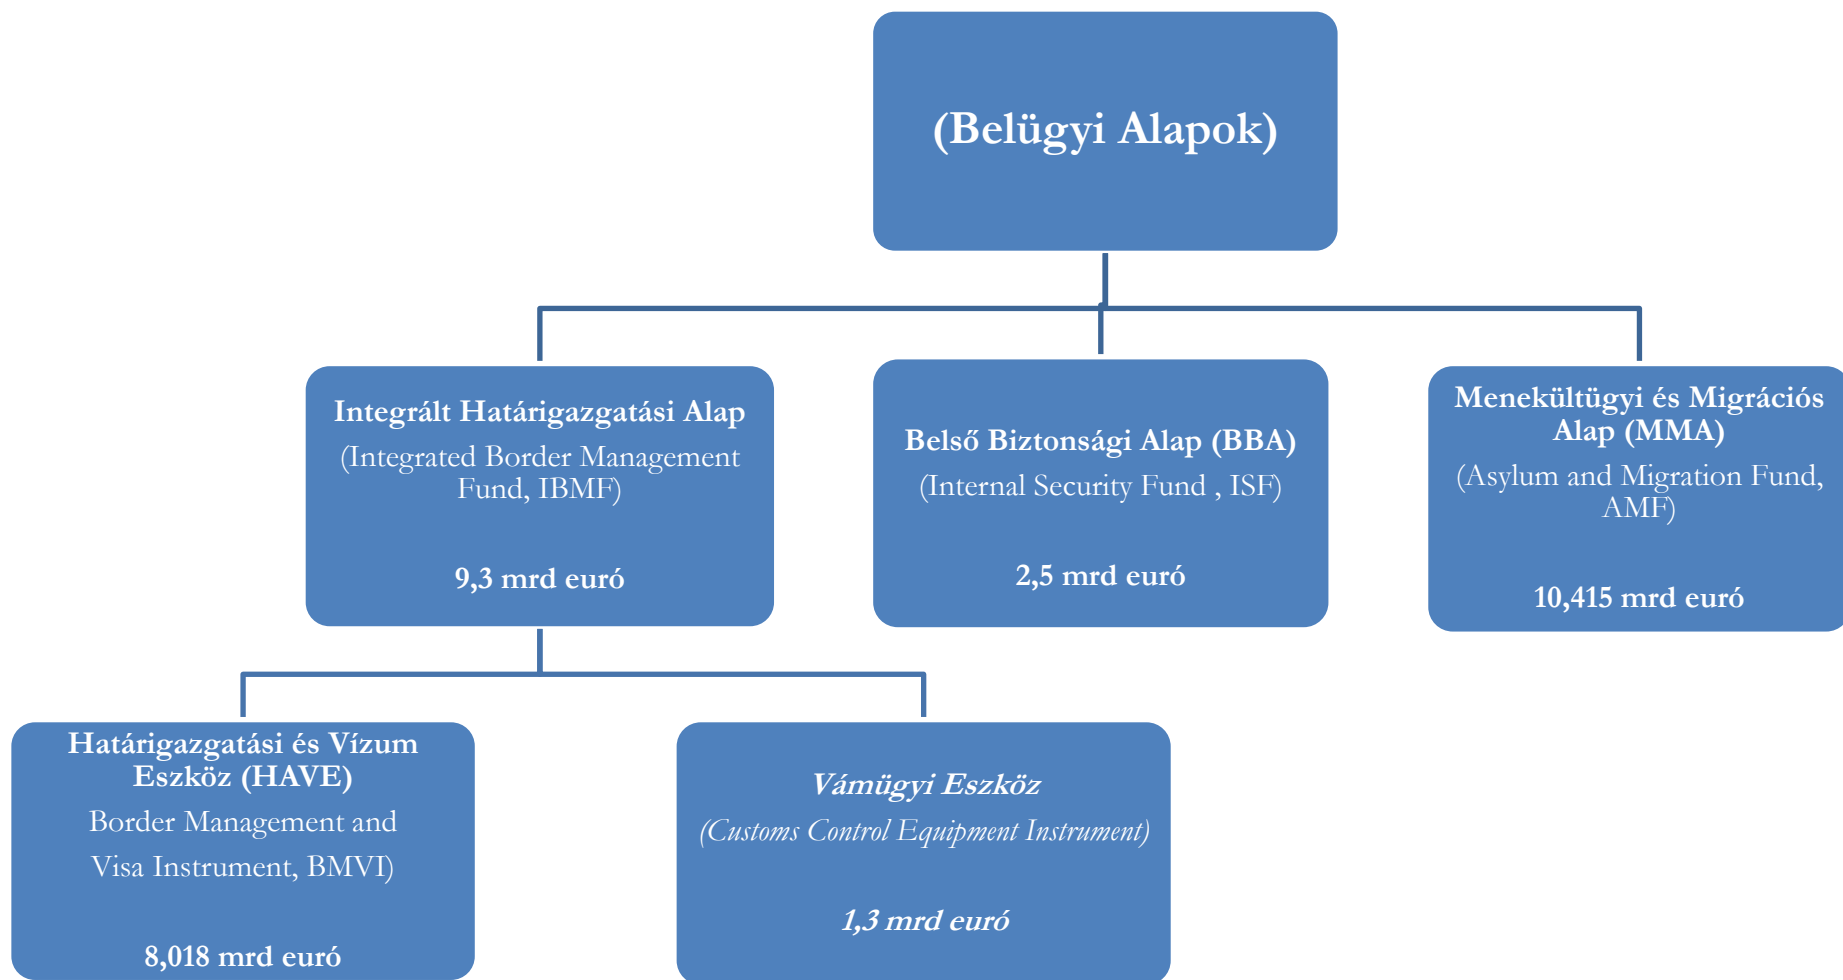 (Belügyi Alapok)
Integrált Határigazgatási Alap
(Integrated Border Management
Fund, IBMF)
9,3 mrd euró
Belső Biztonsági Alap (BBA)
(Internal Security Fund , ISF)
2,5 mrd euró
Menekültügyi és Migrációs
Alap (MMA)
(Asylum and Migration Fund,
AMF)
10,415 mrd euró
Határigazgatási és Vízum
Eszköz (HAVE)
Border Management and
Visa Instrument, BMVI)
8,018 mrd euró
Vámügyi Eszköz
(Customs Control Equipment Instrument)
1,3 mrd euró